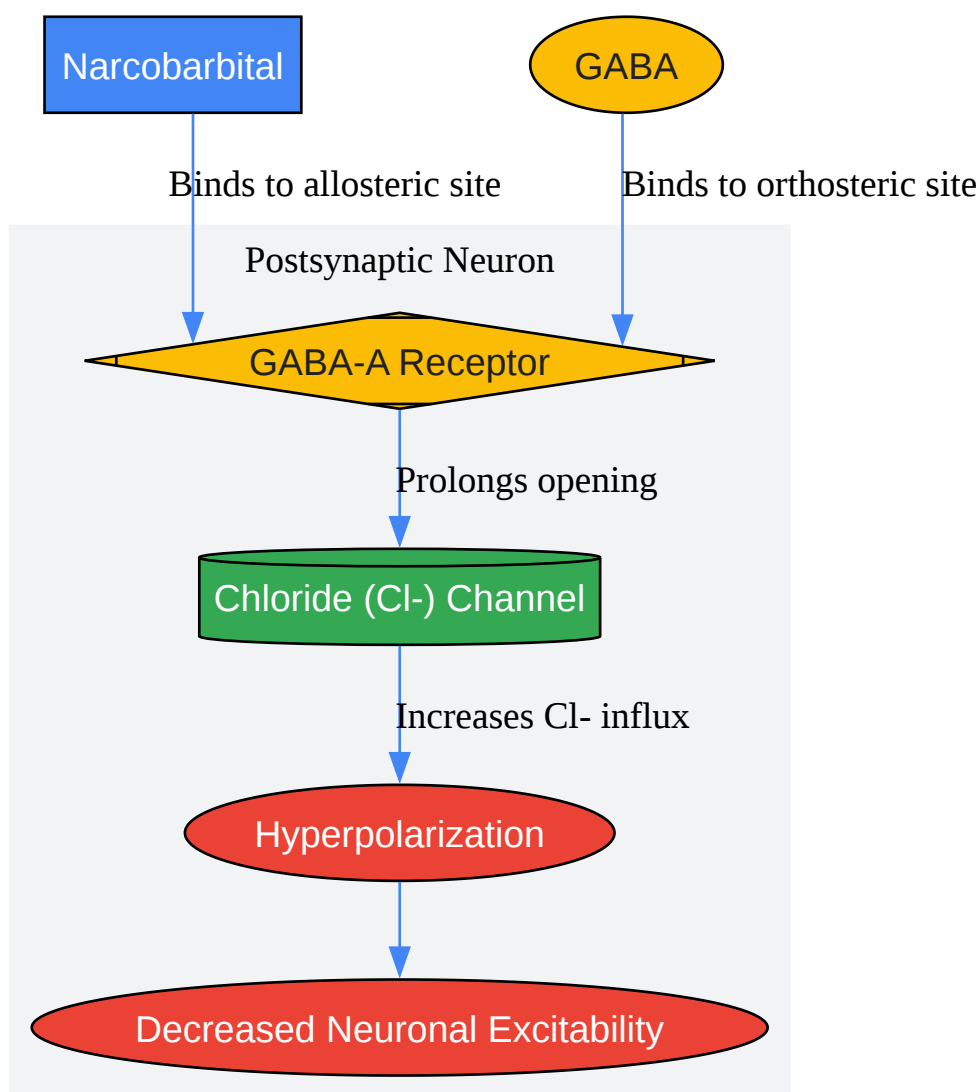 Narcobarbital
GABA
Binds to allosteric site
Binds to orthosteric site
Postsynaptic Neuron
GABA-A Receptor
Prolongs opening
Chloride (Cl-) Channel
Increases Cl- influx
Hyperpolarization
Decreased Neuronal Excitability